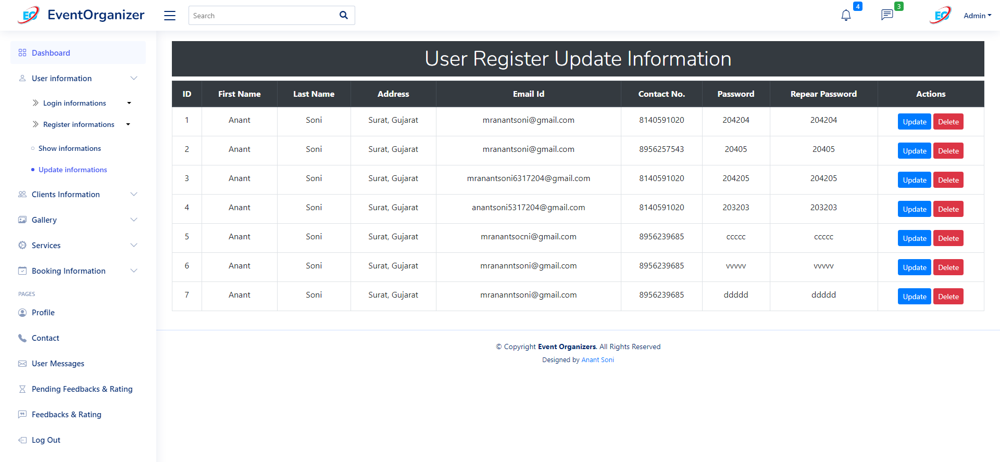 EO EventOrganizer
Search
4
3
EO
Admin
Dashboard
User information
Login informations
Register informations
Show informations
Update informations
Clients Information
Gallery
Services
Booking Information
PAGES
Profile
Contact
User Messages
Pending Feedbacks & Rating
Feedbacks & Rating
Log Out
User Register Update Information
ID First Name Last Name Address Email Id Contact No. Password Repear Password Actions
1 Anant Soni Surat, Gujarat mranantsoni@gmail.com 8140591020 204204 204204 Update Delete
2 Anant Soni Surat, Gujarat mranantsoni@gmail.com 8956257543 20405 20405 Update Delete
3 Anant Soni Surat, Gujarat mranantsoni6317204@gmail.com 8140591020 204205 204205 Update Delete
4 Anant Soni Surat, Gujarat anantsoni5317204@gmail.com 8140591020 203203 203203 Update Delete
5 Anant Soni Surat, Gujarat mranantsocni@gmail.com 8956239685 ccccc ccccc Update Delete
6 Anant Soni Surat, Gujarat mrananntsoni@gmail.com 8956239685 vvvvv vvvvv Update Delete
7 Anant Soni Surat, Gujarat mrananntsoni@gmail.com 8956239685 ddddd ddddd Update Delete
© Copyright Event Organizers. All Rights Reserved
Designed by Anant Soni